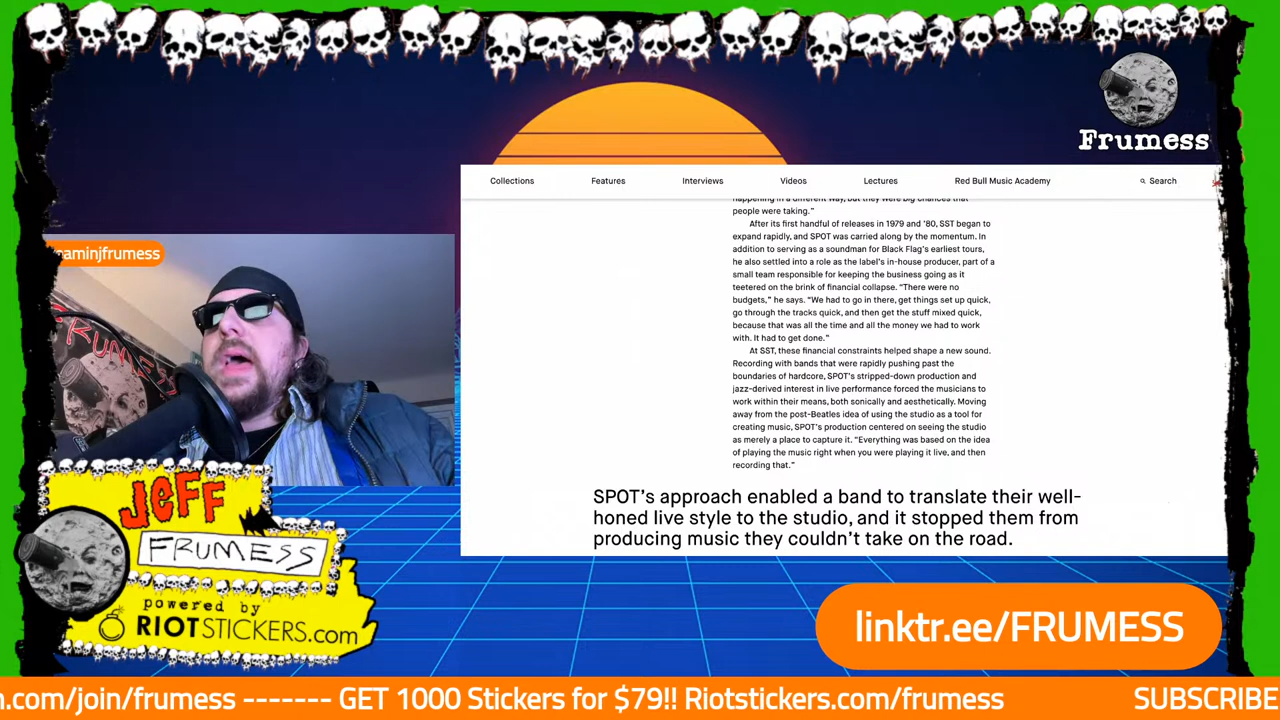 Frumess
Collections Features Interviews Videos Lectures Red Bull Music Academy Search
happening in a different way, but they were big chances that
people were taking.”
After its first handful of releases in 1979 and ’80, SST began to
expand rapidly, and SPOT was carried along by the momentum. In
addition to serving as a soundman for Black Flag’s earliest tours,
he also settled into a role as the label’s in-house producer, part of a
small team responsible for keeping the business going as it
teetered on the brink of financial collapse. “There were no
budgets,” he says. “We had to go in there, get things set up quick,
go through the tracks quick, and then get the stuff mixed quick,
because that was all the time and all the money we had to work
with. It had to get done.”
At SST, these financial constraints helped shape a new sound.
Recording with bands that were rapidly pushing past the
boundaries of hardcore, SPOT’s stripped-down production and
jazz-derived interest in live performance forced the musicians to
work within their means, both sonically and aesthetically. Moving
away from the post-Beatles idea of using the studio as a tool for
creating music, SPOT’s production centered on seeing the studio
as merely a place to capture it. “Everything was based on the idea
of playing the music right when you were playing it live, and then
recording that.”
SPOT’s approach enabled a band to translate their well-
honed live style to the studio, and it stopped them from
producing music they couldn’t take on the road.
naminjfrumess
FRUMESS
JEFF
FRUMESS
powered by
RIOTSTICKERS.com
linktr.ee/FRUMESS
n.com/join/frumess ------- GET 1000 Stickers for $79!! Riotstickers.com/frumess SUBSCRIBE